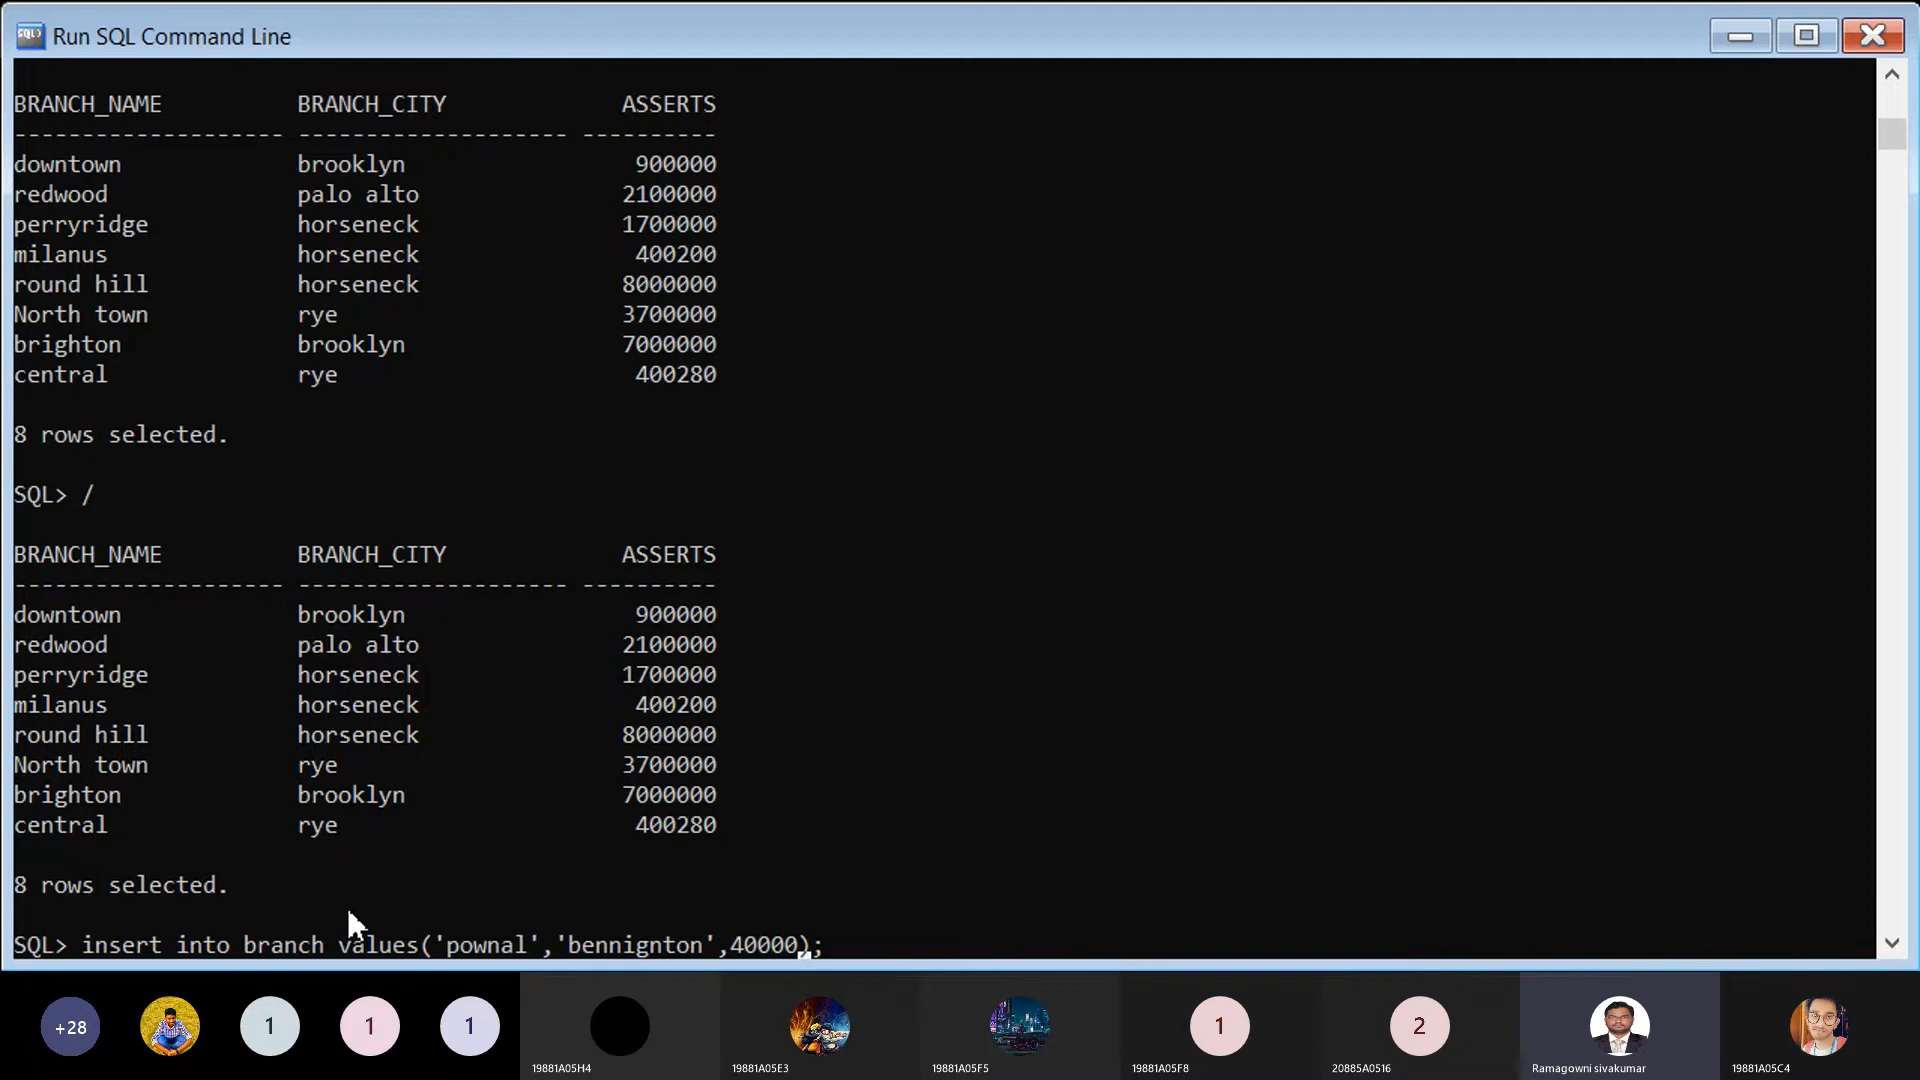 Run SQL Command Line
BRANCH_NAME          BRANCH_CITY             ASSERTS
-------------------- -------------------- ----------
downtown             brooklyn                 900000
redwood              palo alto               2100000
perryridge           horseneck               1700000
milanus              horseneck                400200
round hill           horseneck               8000000
North town           rye                     3700000
brighton             brooklyn                7000000
central              rye                      400280
8 rows selected.
SQL> /
BRANCH_NAME          BRANCH_CITY             ASSERTS
-------------------- -------------------- ----------
downtown             brooklyn                 900000
redwood              palo alto               2100000
perryridge           horseneck               1700000
milanus              horseneck                400200
round hill           horseneck               8000000
North town           rye                     3700000
brighton             brooklyn                7000000
central              rye                      400280
8 rows selected.
SQL> insert into branch values('pownal','bennignton',40000);
+28 1 1 1 1 2
19881A05H4 19881A05E3 19881A05F5 19881A05F8 20885A0516 Ramagowni sivakumar 19881A05C4